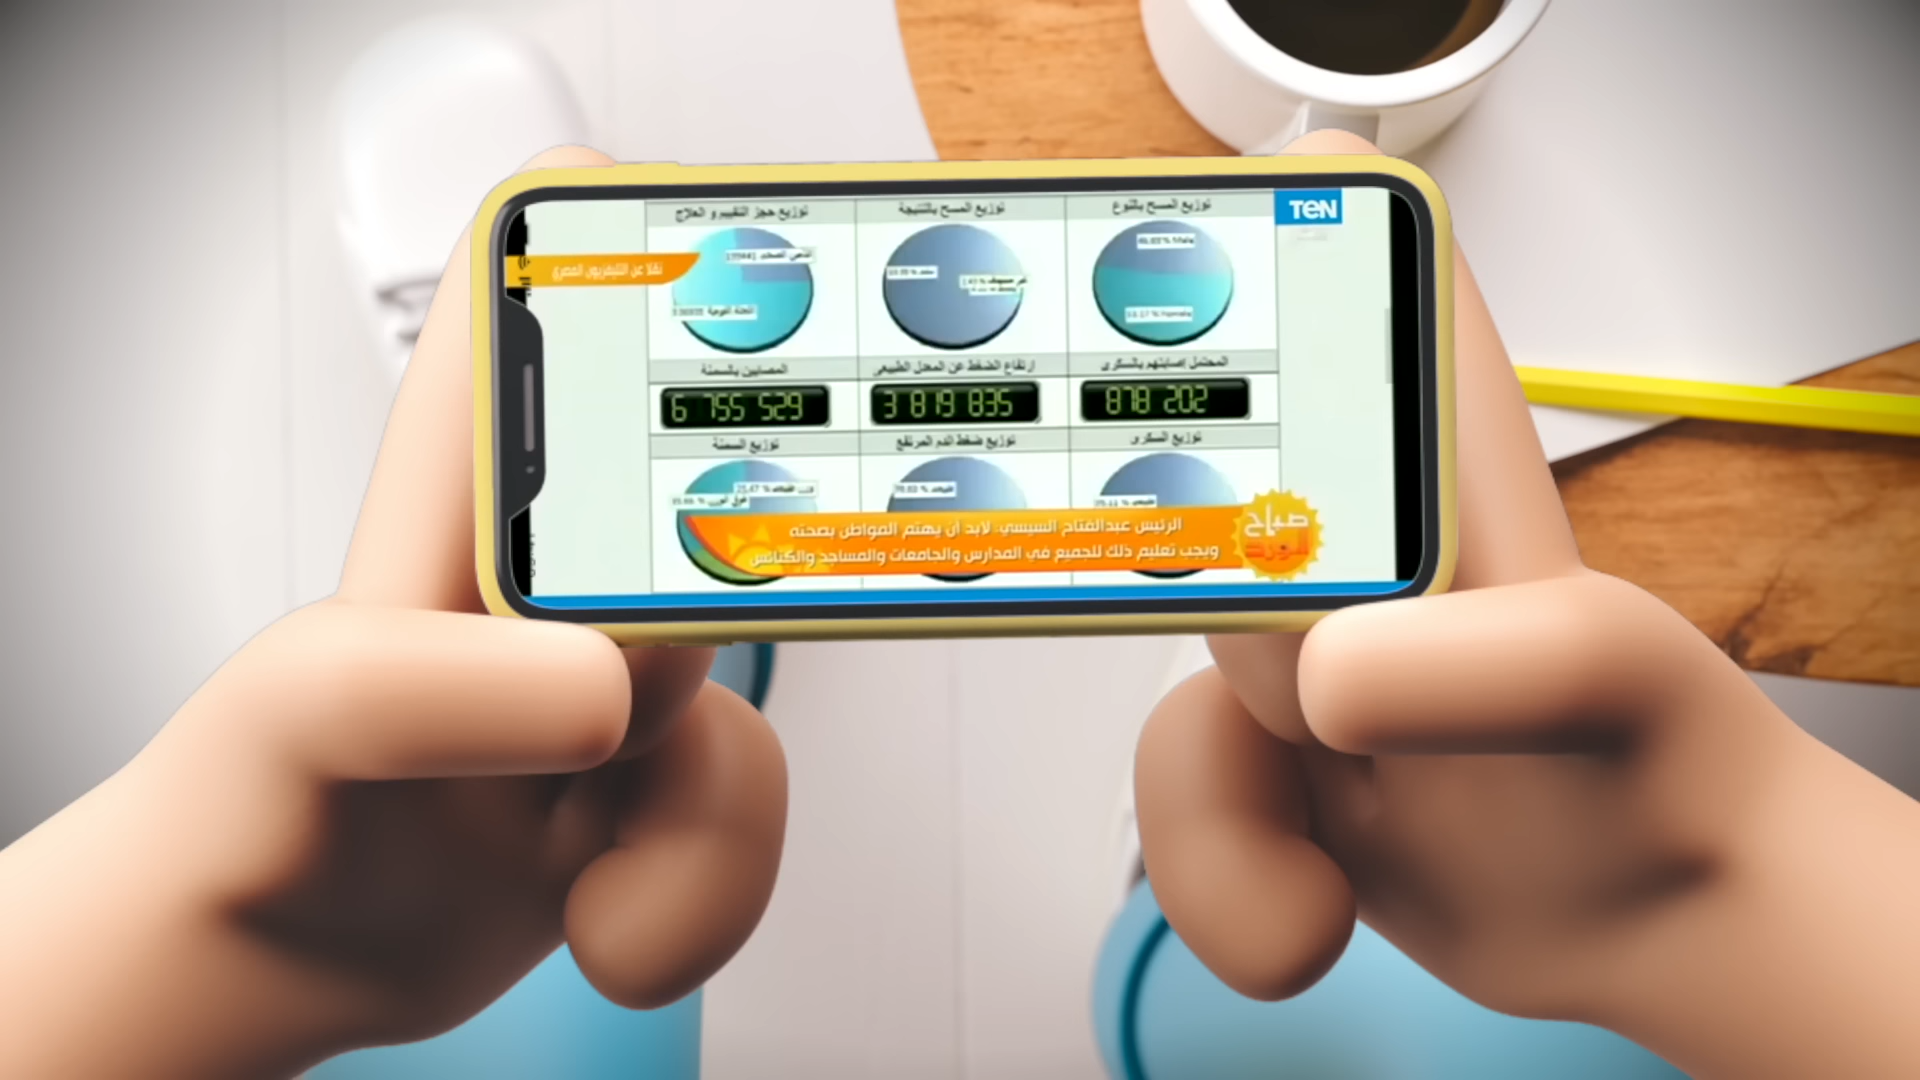 TEN
توزيع المسح بالنوع
توزيع المسح بالنتيجة
توزيع حجز التقييم و العلاج
نقلا عن التليفزيون المصري
المحتمل إصابتهم بالسكرى
ارتفاع الضغط عن المعدل الطبيعى
المصابين بالسمنة
878 202
3 819 835
6 755 529
توزيع السكرى
توزيع ضغط الدم المرتفع
توزيع السمنة
صباح
الورد
الرئيس عبدالفتاح السيسي: لابد أن يهتم المواطن بصحته
ويجب تعليم ذلك للجميع في المدارس والجامعات والمساجد والكنائس